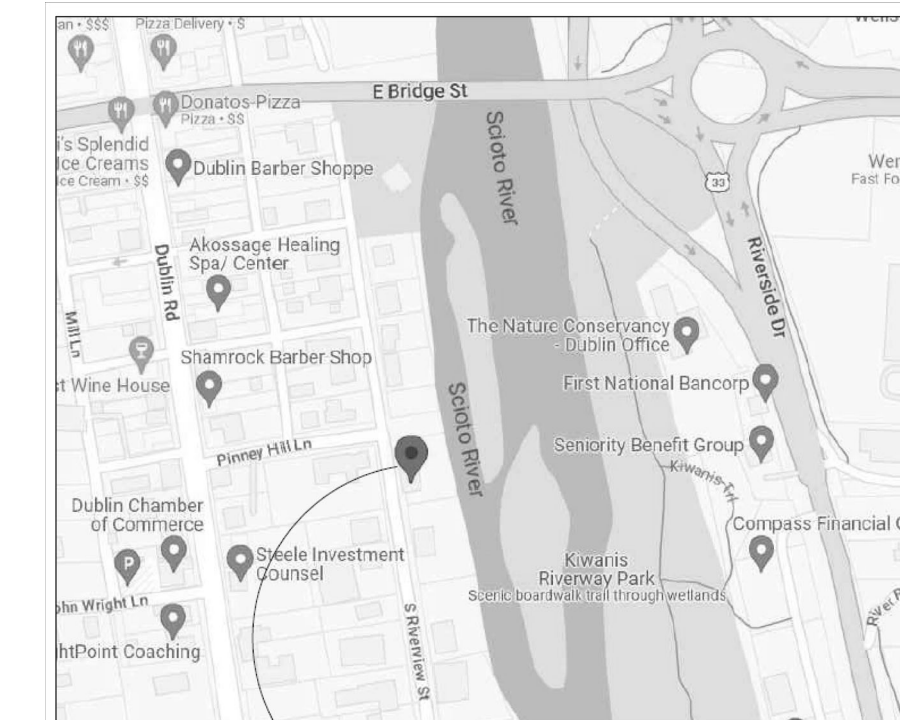 an • $$$
Pizza Delivery • $
E Bridge St
Donatos Pizza
Pizza • $$
i's Splendid
Ice Creams
Ice Cream • $$
Dublin Barber Shoppe
Scioto River
33
Wer
Fast Fo
Akossage Healing
Spa/ Center
Dublin Rd
Riverside Dr
Mill Ln
The Nature Conservancy
- Dublin Office
Shamrock Barber Shop
st Wine House
First National Bancorp
Scioto River
Pinney Hill Ln
Seniority Benefit Group
Kiwanis Trl
Dublin Chamber
of Commerce
Compass Financial G
P
Steele Investment
Counsel
Kiwanis
Riverway Park
Scenic boardwalk trail through wetlands
ohn Wright Ln
S Riverview St
htPoint Coaching